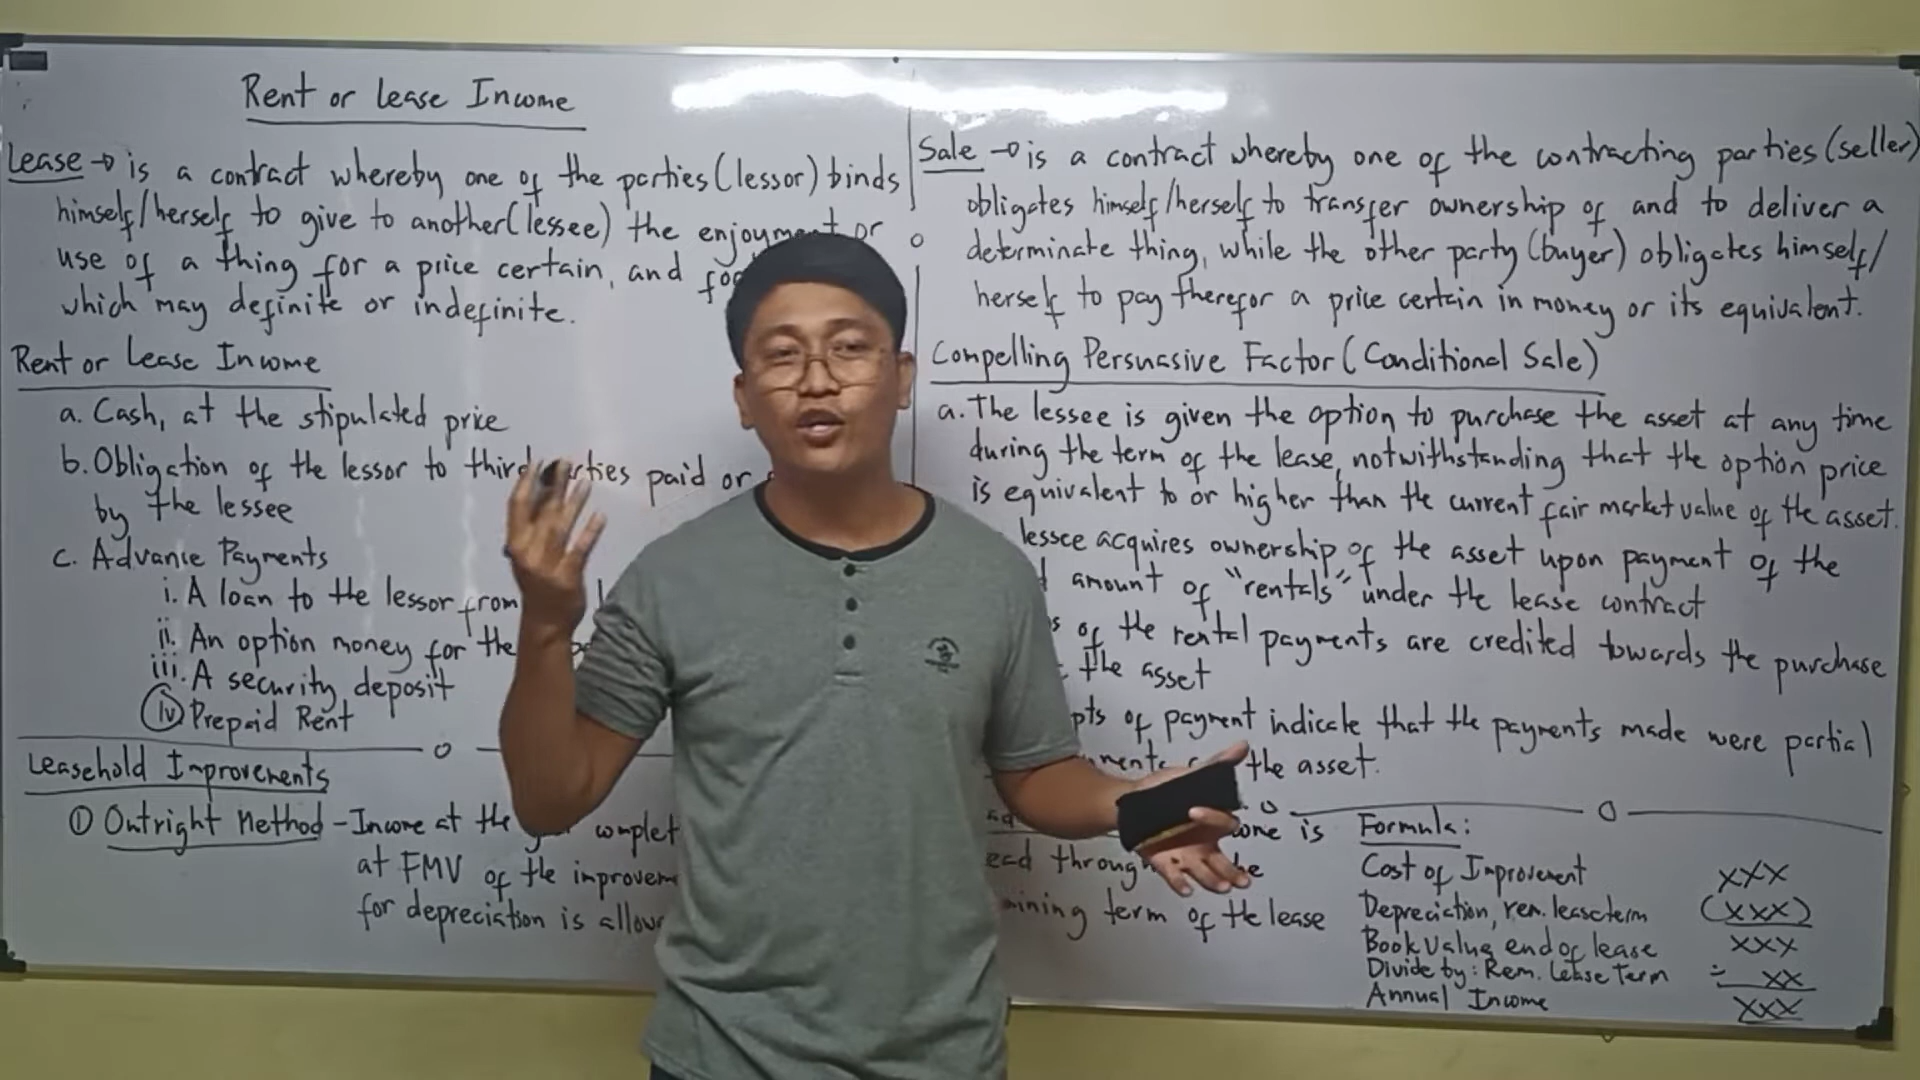 Rent or Lease Income
Lease → is a contract whereby one of the parties (lessor) binds
himself/herself to give to another (lessee) the enjoyment or
use of a thing for a price certain, and
which may definite or indefinite.
Rent or Lease Income
a. Cash, at the stipulated price
b. Obligation of the lessor to third parties paid or
by the lessee
c. Advance Payments
i. A loan to the lessor from
ii. An option money for the
iii. A security deposit
iv Prepaid Rent
Leasehold Improvements
① Outright Method - Income at the complet
at FMV of the improvem
for depreciation is allow
Sale → is a contract whereby one of the contracting parties (seller)
obligates himself/herself to transfer ownership of and to deliver a
determinate thing, while the other party (buyer) obligates himself/
herself to pay therefor a price certain in money or its equivalent.
Compelling Persuasive Factor (Conditional Sale)
a. The lessee is given the option to purchase the asset at any time
during the term of the lease, notwithstanding that the option price
is equivalent to or higher than the current fair market value of the asset.
lessee acquires ownership of the asset upon payment of the
amount of "rentals" under the lease contract
of the rental payments are credited towards the purchase
the asset
pts of payment indicate that the payments made were partial
the asset.
is
ead through
ining term of the lease
Formula:
Cost of Improvement xxx
Depreciation, rem. lease term (xxx)
Book Value, end of lease xxx
Divide by: Rem. Lease Term ÷ xx
Annual Income xxx